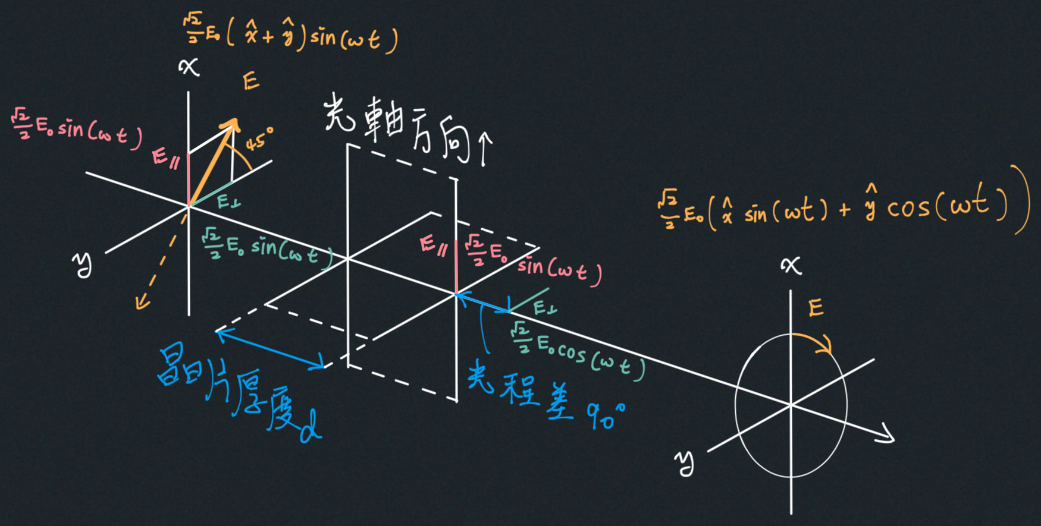 √2/2 E₀(x̂ + ŷ)sin(ωt)
x
E
√2/2 E₀ sin(ωt)
E∥
45°
E⊥
√2/2 E₀ sin(ωt)
y
光軸方向↑
E∥ √2/2 E₀ sin(ωt)
E⊥
√2/2 E₀ cos(ωt)
光程差 90°
晶片厚度d
√2/2 E₀(x̂ sin(ωt) + ŷ cos(ωt))
x
E
y